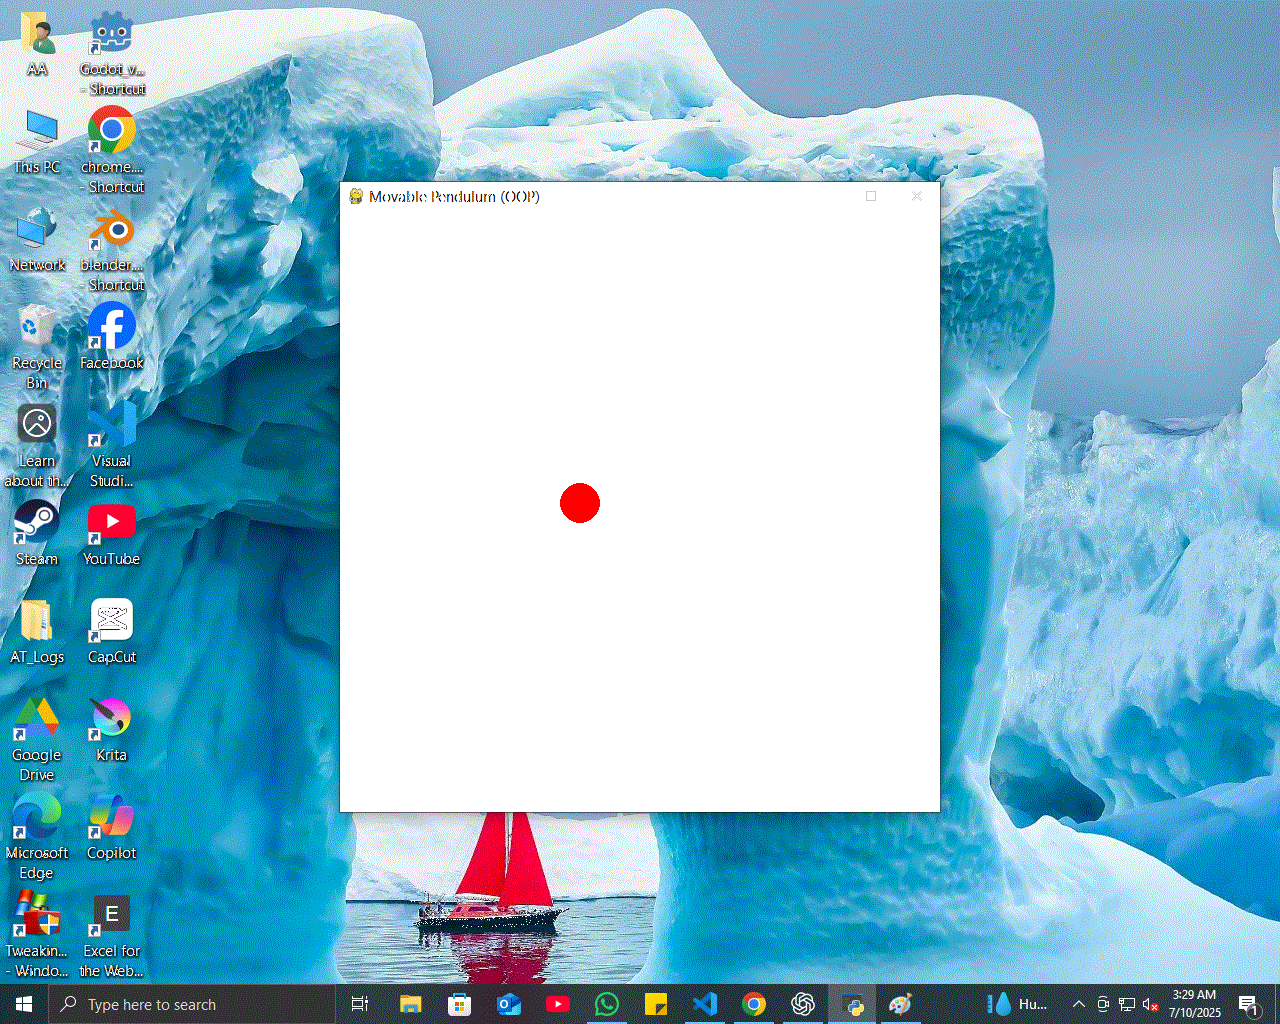 AA
Godot_v...
- Shortcut
This PC
chrome....
- Shortcut
Network
blender....
- Shortcut
Recycle
Bin
Facebook
Learn
about th...
Visual
Studi...
Steam
YouTube
AT_Logs
CapCut
Google
Drive
Krita
Microsoft
Edge
Copilot
Tweakin...
- Windo...
E
Excel for
the Web...
Movable Pendulum (OOP)
Type here to search
Hu...
3:29 AM
7/10/2025
1